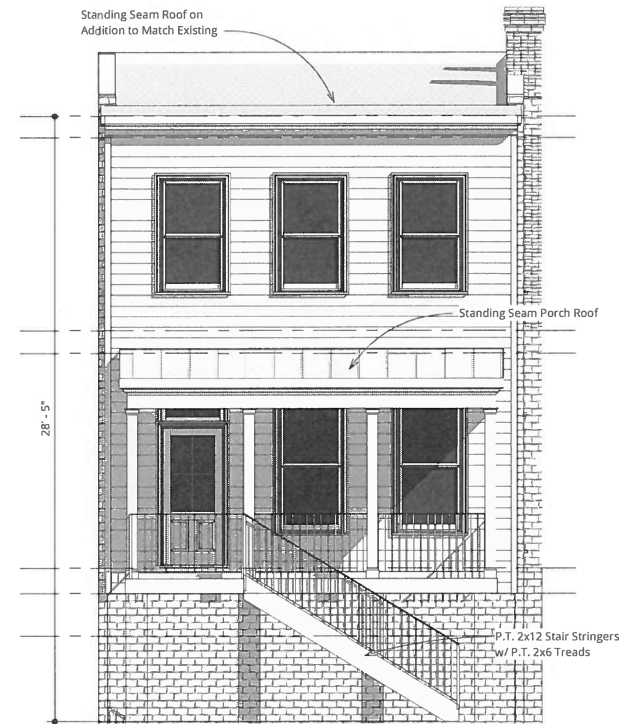 Standing Seam Roof on
Addition to Match Existing
Standing Seam Porch Roof
28' - 5"
P.T. 2x12 Stair Stringers
w/ P.T. 2x6 Treads